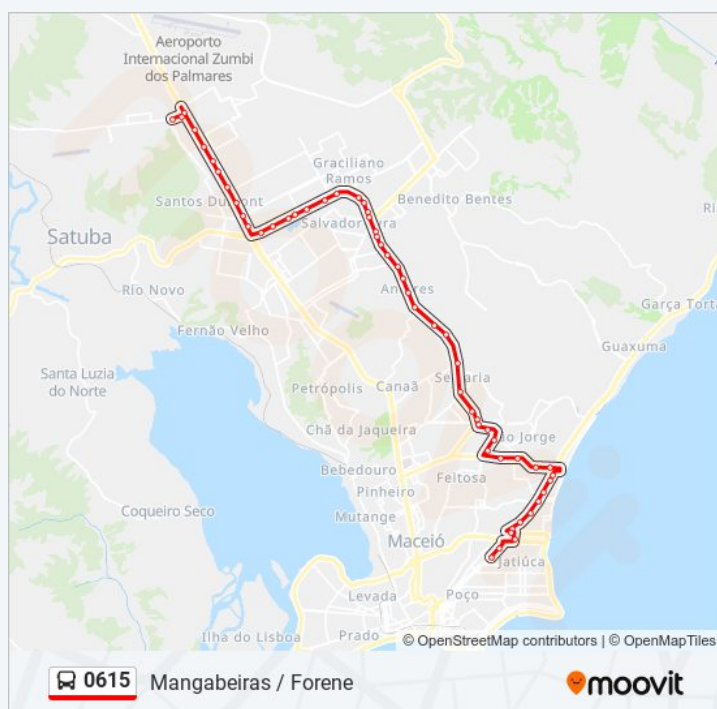 Aeroporto
Internacional Zumbi
dos Palmares
Graciliano
Ramos
Benedito Bentes
Santos Dumont
Salvador Lyra
Satuba
Rio Novo
Garça Torta
Fernão Velho
Guaxuma
Santa Luzia
do Norte
Petrópolis
Canaã
Serraria
Chã da Jaqueira
São Jorge
Bebedouro
Feitosa
Pinheiro
Coqueiro Seco
Mutange
Maceió
Jatiúca
Levada
Poço
Ilha do Lisboa
Prado
© OpenStreetMap contributors | © OpenMapTiles
0615
Mangabeiras / Forene
moovit